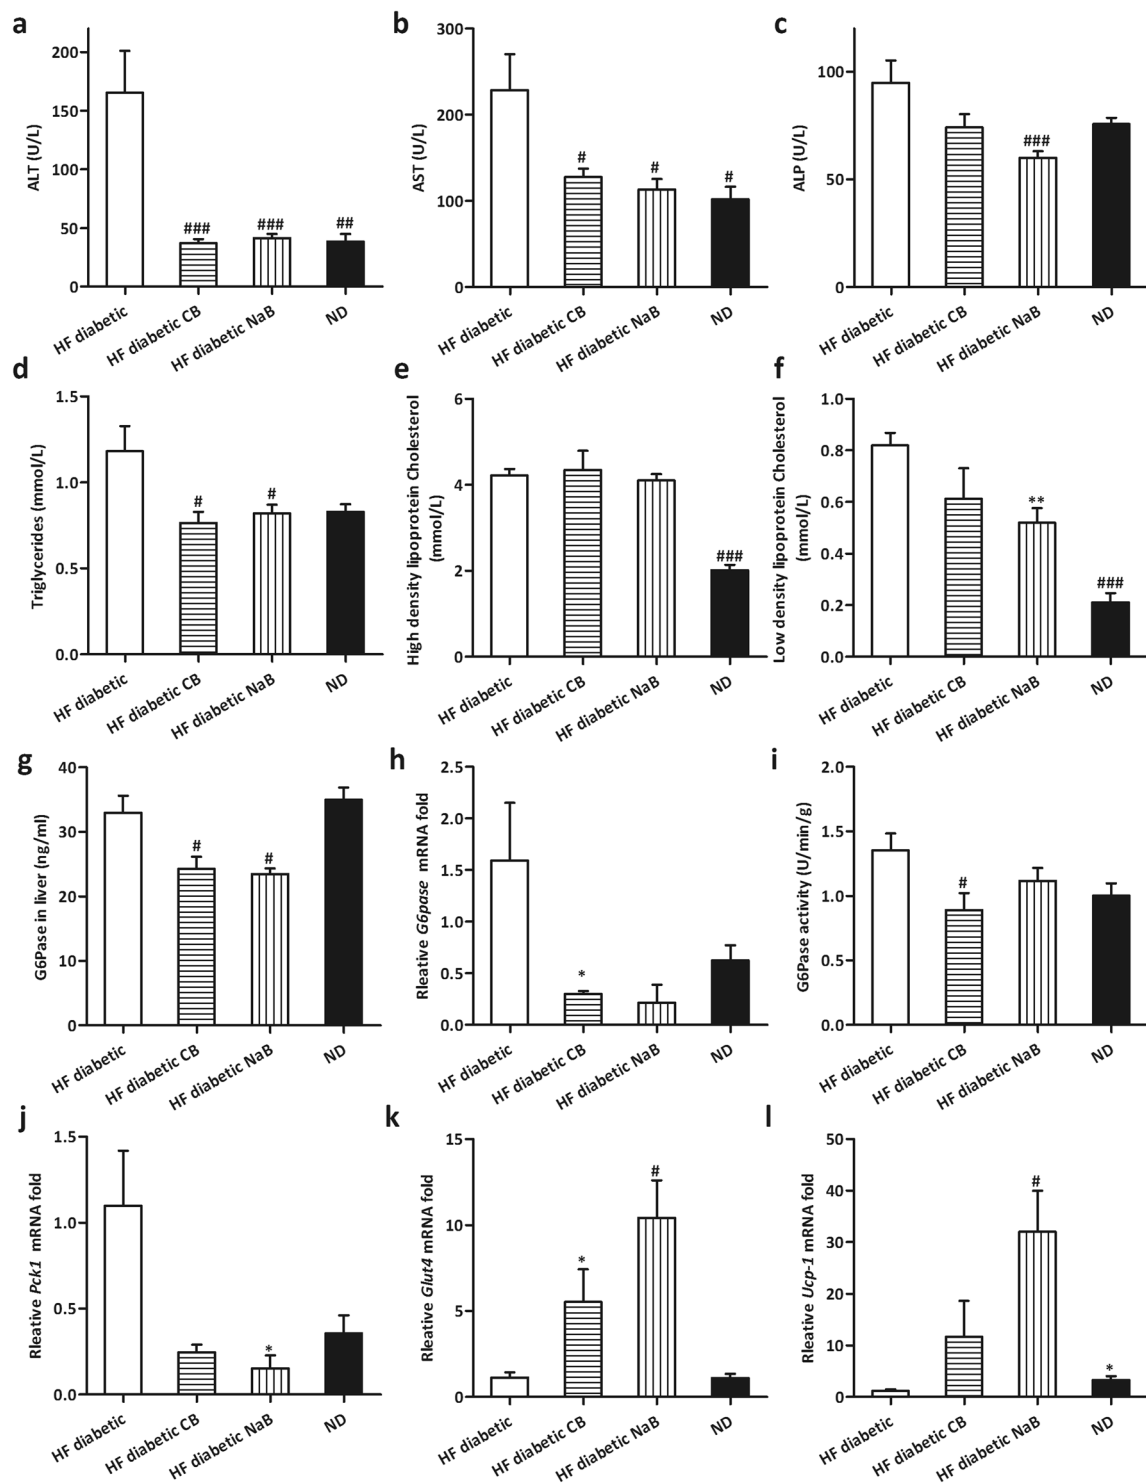 a
ALT (U/L)
200
150
100
50
0
###
###
##
HF diabetic
HF diabetic CB
HF diabetic NaB
ND
b
AST (U/L)
300
200
100
0
#
#
#
HF diabetic
HF diabetic CB
HF diabetic NaB
ND
c
ALP (U/L)
100
50
0
###
HF diabetic
HF diabetic CB
HF diabetic NaB
ND
d
Triglycerides (mmol/L)
1.5
1.0
0.5
0.0
#
#
HF diabetic
HF diabetic CB
HF diabetic NaB
ND
e
High density lipoprotein Cholesterol
(mmol/L)
6
4
2
0
###
HF diabetic
HF diabetic CB
HF diabetic NaB
ND
f
Low density lipoprotein Cholesterol
(mmol/L)
1.0
0.8
0.6
0.4
0.2
0.0
**
###
HF diabetic
HF diabetic CB
HF diabetic NaB
ND
g
G6Pase in liver (ng/ml)
40
30
20
10
0
#
#
HF diabetic
HF diabetic CB
HF diabetic NaB
ND
h
Rleative G6pase mRNA fold
2.5
2.0
1.5
1.0
0.5
0.0
*
HF diabetic
HF diabetic CB
HF diabetic NaB
ND
i
G6Pase activity (U/min/g)
2.0
1.5
1.0
0.5
0.0
#
HF diabetic
HF diabetic CB
HF diabetic NaB
ND
j
Rleative Pck1 mRNA fold
1.5
1.0
0.5
0.0
*
HF diabetic
HF diabetic CB
HF diabetic NaB
ND
k
Rleative Glut4 mRNA fold
15
10
5
0
*
#
HF diabetic
HF diabetic CB
HF diabetic NaB
ND
l
Rleative Ucp-1 mRNA fold
50
40
30
20
10
0
#
*
HF diabetic
HF diabetic CB
HF diabetic NaB
ND